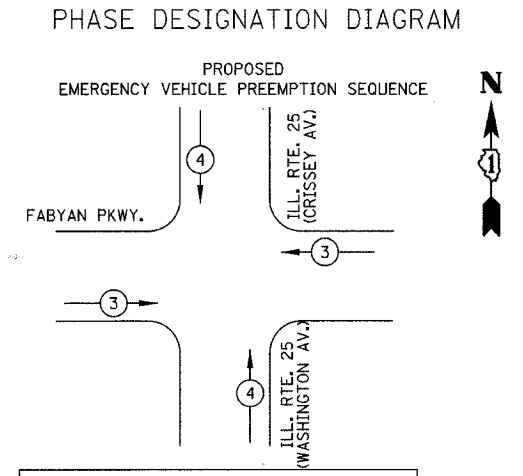 PHASE DESIGNATION DIAGRAM
PROPOSED
EMERGENCY VEHICLE PREEMPTION SEQUENCE
N
1
4
ILL. RTE. 25
(CRISSEY AV.)
FABYAN PKWY.
3
3
4
ILL. RTE. 25
(WASHINGTON AV.)